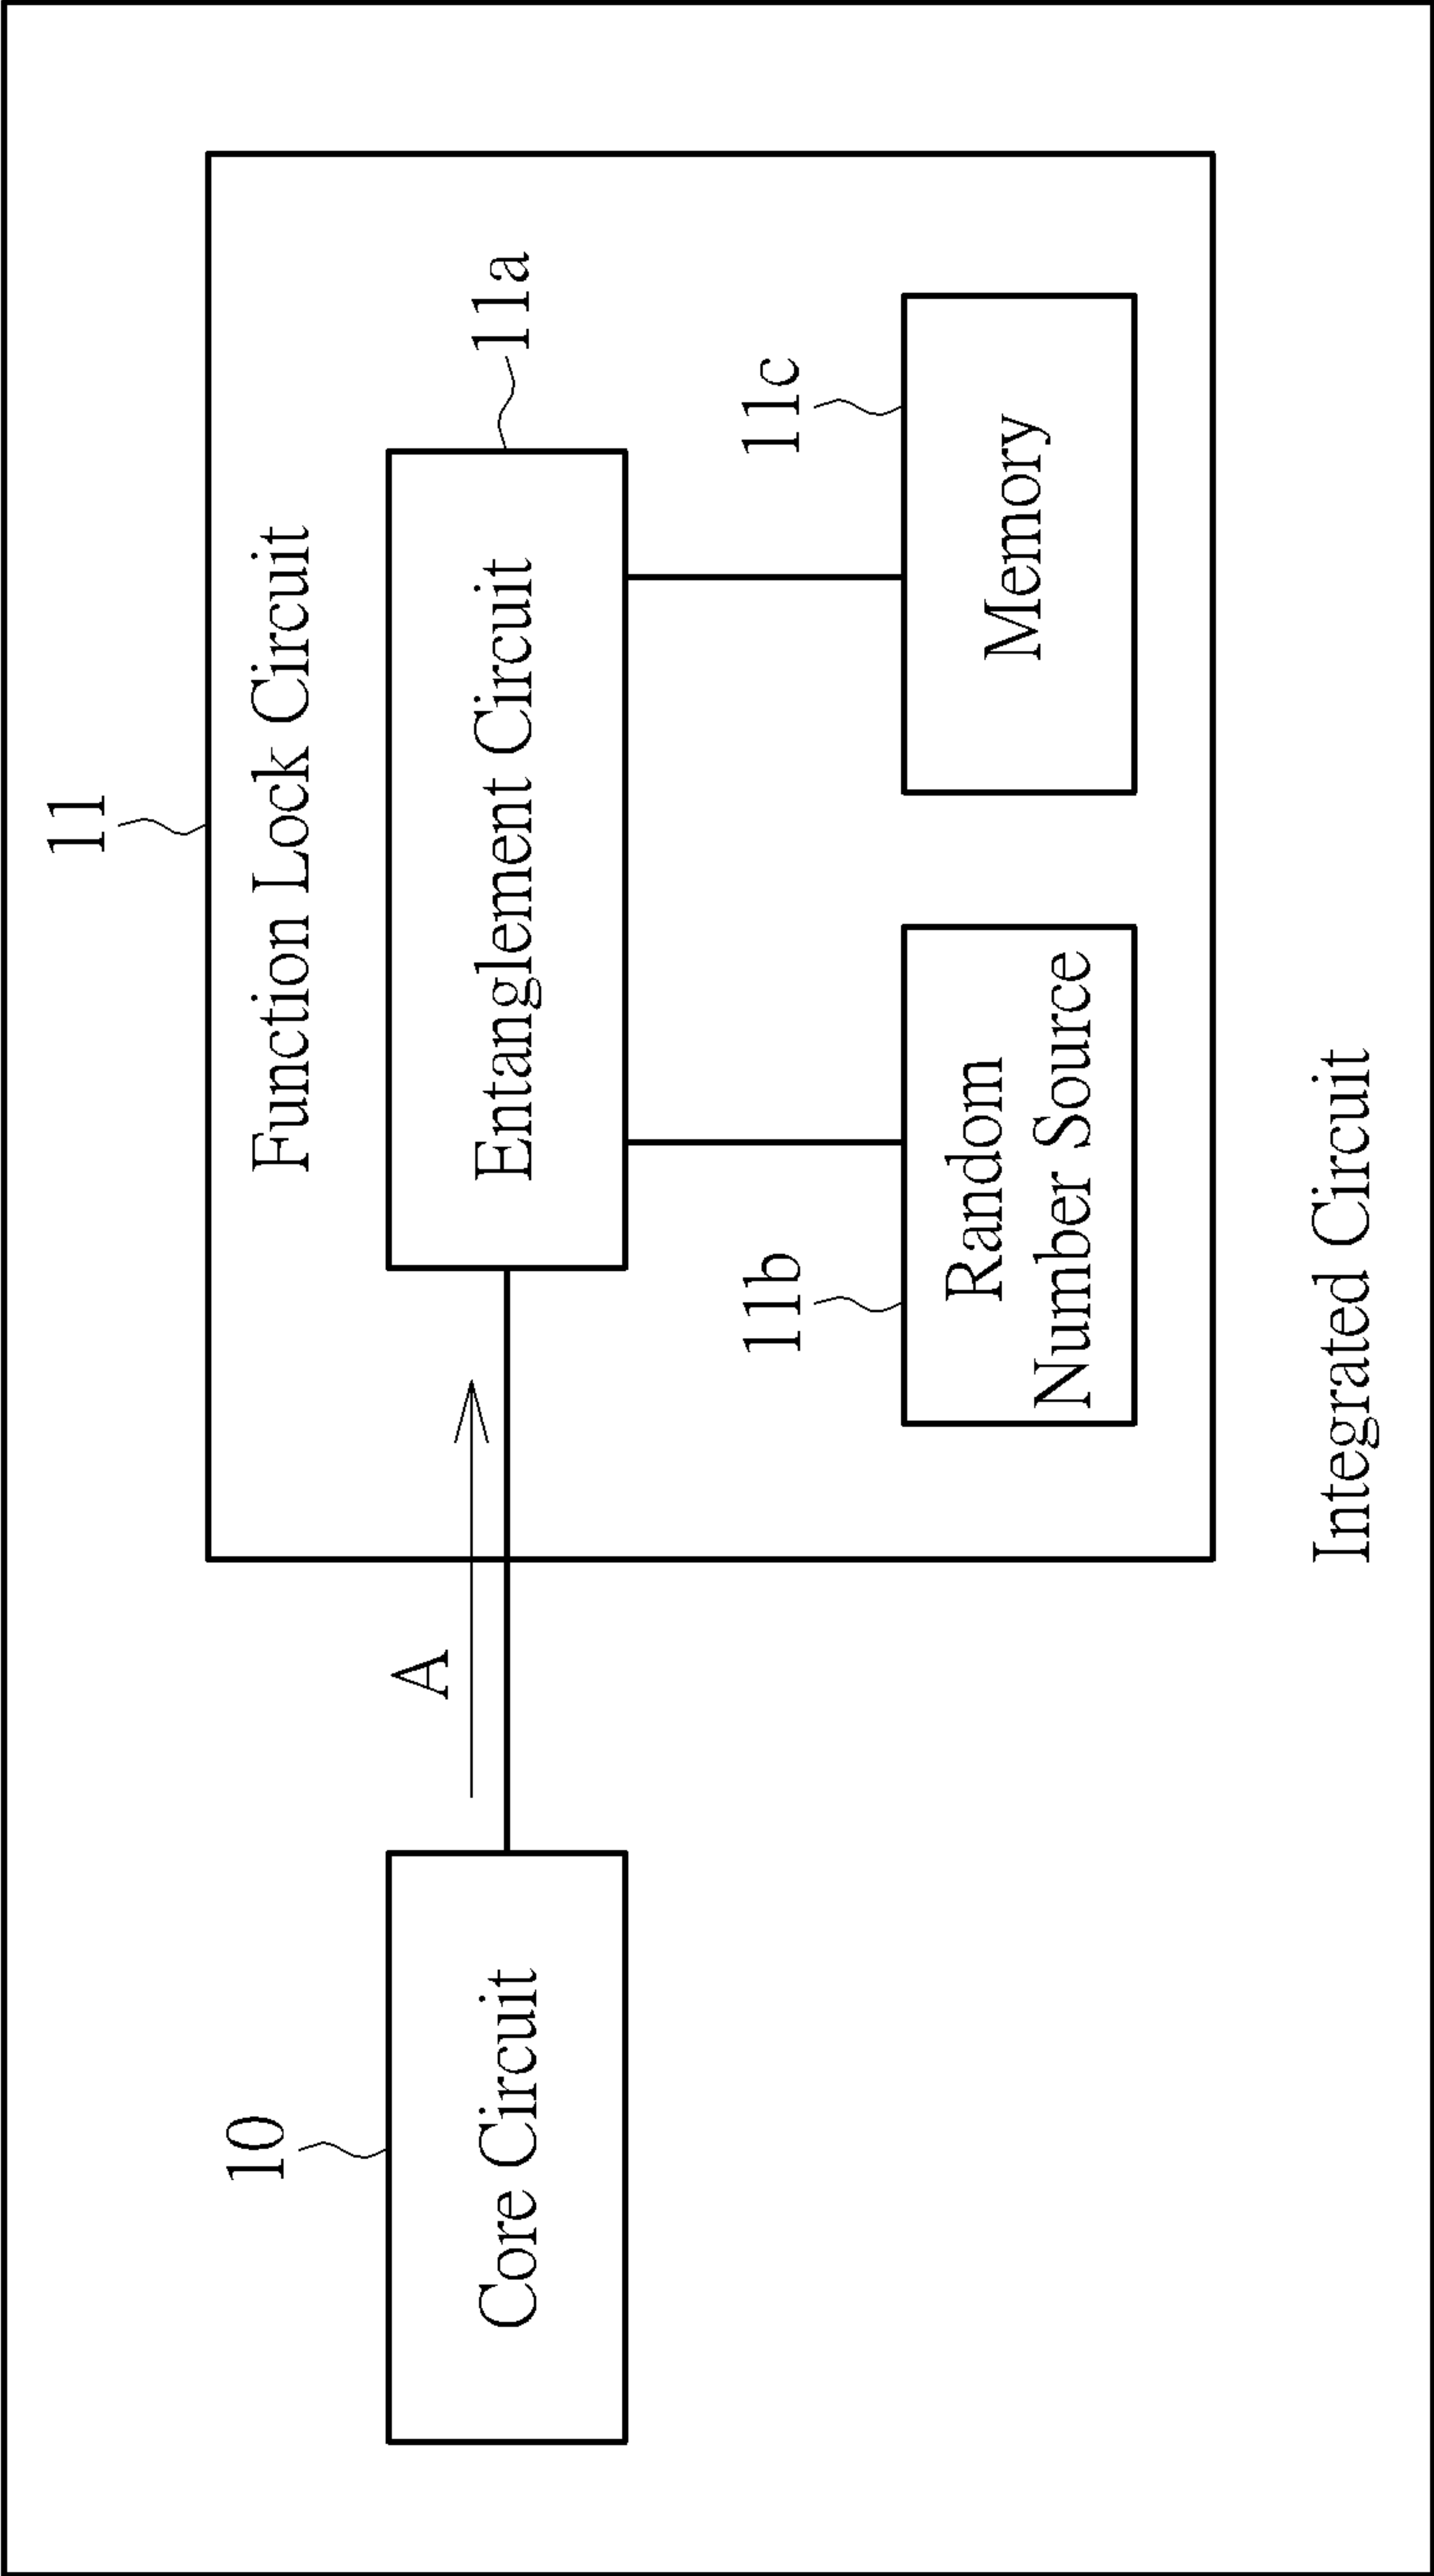 11
Function Lock Circuit
10
A
11a
Core Circuit
Entanglement Circuit
11b
11c
Random
Number Source
Memory
Integrated Circuit